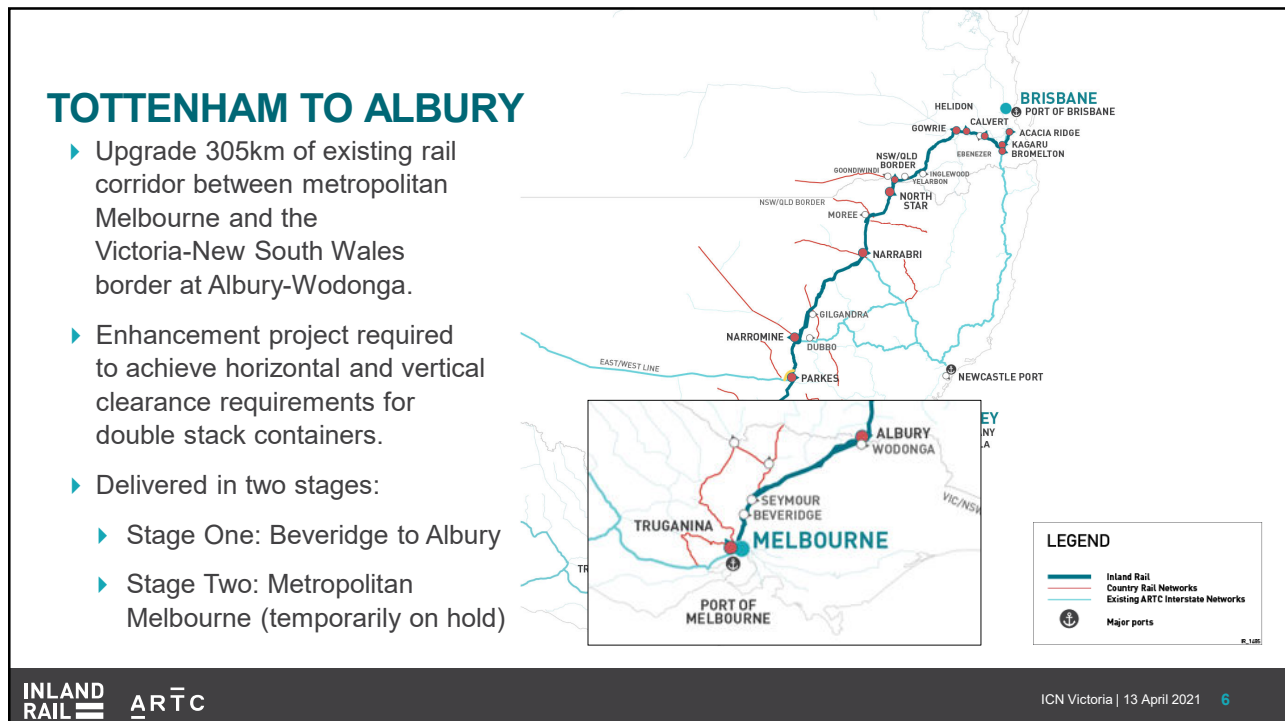 TOTTENHAM TO ALBURY
Upgrade 305km of existing rail
corridor between metropolitan
Melbourne and the
Victoria-New South Wales
border at Albury-Wodonga.
Enhancement project required
to achieve horizontal and vertical
clearance requirements for
double stack containers.
Delivered in two stages:
Stage One: Beveridge to Albury
Stage Two: Metropolitan
Melbourne (temporarily on hold)
BRISBANE
PORT OF BRISBANE
HELIDON
CALVERT
GOWRIE
ACACIA RIDGE
KAGARU
BROMELTON
EBENEZER
NSW/QLD
BORDER
GOONDIWINDI
INGLEWOOD
YELARBON
NORTH
STAR
NSW/QLD BORDER
MOREE
NARRABRI
GILGANDRA
NARROMINE
DUBBO
EAST/WEST LINE
PARKES
NEWCASTLE PORT
EY
ANY
LA
TR
ALBURY
WODONGA
VIC/NSW
SEYMOUR
BEVERIDGE
TRUGANINA
MELBOURNE
PORT OF
MELBOURNE
LEGEND
Inland Rail
Country Rail Networks
Existing ARTC Interstate Networks
Major ports
IR_1485
INLAND
RAIL
ARTC
ICN Victoria | 13 April 2021 6